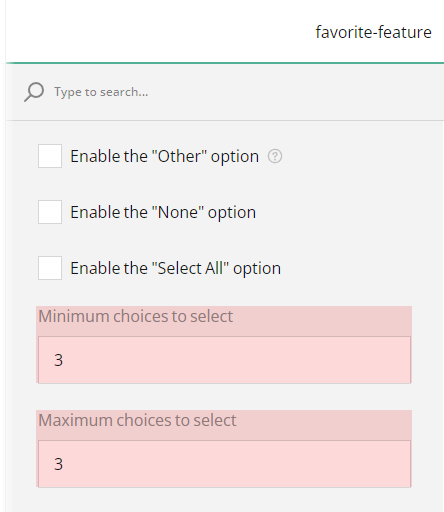 favorite-feature
Type to search...
Enable the "Other" option ?
Enable the "None" option
Enable the "Select All" option
Minimum choices to select
3
Maximum choices to select
3